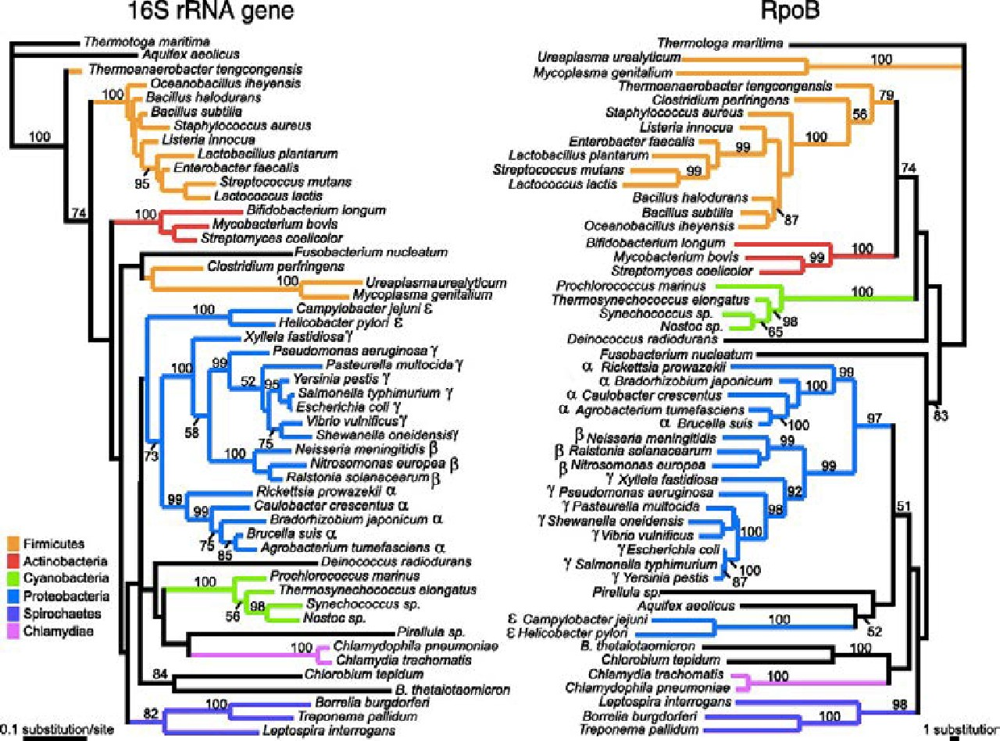 16S rRNA gene
Thermotoga maritima
Aquifex aeolicus
Thermoanaerobacter tengcongensis
Oceanobacillus iheyensis
100
Bacillus halodurans
Bacillus subtilia
Staphylococcus aureus
100
Listeria innocua
Lactobacillus plantarum
Enterobacter faecalis
95
Streptococcus mutans
Lactococcus lactis
74
100
Bifidobacterium longum
Mycobacterium bovis
Streptomyces coelicolor
Fusobacterium nucleatum
Clostridium perfringens
100
Ureaplasmaurealyticum
Mycoplasma genitalium
100
Campylobacter jejuni ε
Helicobacter pylori ε
Xyllela fastidiosa γ
Pseudomonas aeruginosa γ
100
99
Pasteurella multocida γ
52
95
Yersinia pestis γ
Salmonella typhimurium γ
Escherichia coli γ
58
Vibrio vulnificus γ
75
Shewanella oneidensis γ
73
100
Neisseria meningitidis β
Nitrosomonas europea β
Ralstonia solanacearum β
99
Rickettsia prowazekii α
99
Caulobacter crescentus α
Bradorhizobium japonicum α
75
Brucella suis α
85
Agrobacterium tumefasciens α
Deinococcus radiodurans
100
Prochlorococcus marinus
Thermosynechococcus elongatus
56
98
Synechococcus sp.
Nostoc sp.
Pirellula sp.
100
Chlamydophila pneumoniae
Chlamydia trachomatis
84
Chlorobium tepidum
B. thetaiotaomicron
82
100
Borrelia burgdorferi
Treponema pallidum
Leptospira interrogans
Firmicutes
Actinobacteria
Cyanobacteria
Proteobacteria
Spirochaetes
Chlamydiae
0.1 substitution/site
RpoB
Thermologa maritima
Ureaplasma urealyticum
100
Mycoplasma genitalium
Thermoanaerobacter tengcongensis
79
Clostridium perfringens
Staphylococcus aureus
56
Listeria innocua
100
Enterobacter faecalis
99
Lactobacillus plantarum
Streptococcus mutans
99
74
Lactococcus lactis
Bacillus halodurans
Bacillus subtilia
87
Oceanobacillus iheyensis
Bifidobacterium longum
100
Mycobacterium bovis
99
Streptomyces coelicolor
Prochlorococcus marinus
100
Thermosynechococcus elongatus
Synechococcus sp.
98
Nostoc sp.
65
Deinococcus radiodurans
Fusobacterium nucleatum
α Rickettsia prowazekii
99
α Bradorhizobium japonicum
100
α Caulobacter crescentus
α Agrobacterium tumefasciens
83
α Brucella suis
100
97
β Neisseria meningitidis
99
β Ralstonia solanacearum
β Nitrosomonas europea
99
γ Xyllela fastidiosa
γ Pseudomonas aeruginosa
92
γ Pasteurella multocida
98
51
γ Shewanella oneidensis
γ Vibrio vulnificus
100
γ Escherichia coli
γ Salmonella typhimurium
100
γ Yersinia pestis
87
Pirellula sp.
Aquifex aeolicus
ε Campylobacter jejuni
100
ε Helicobacter pylori
52
B. thetaiotaomicron
100
Chlorobium tepidum
Chlamydia trachomatis
100
Chlamydophila pneumoniae
Leptospira interrogans
98
Borrelia burgdorferi
100
Treponema pallidum
1 substitution